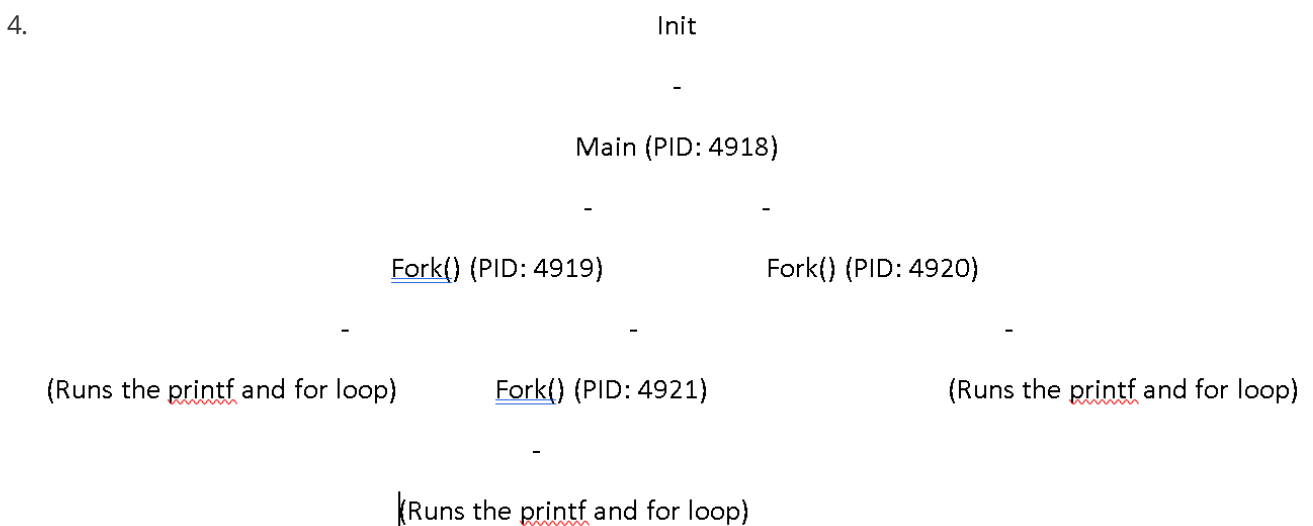 4. Init
-
Main (PID: 4918)
- -
Fork() (PID: 4919) Fork() (PID: 4920)
- - -
(Runs the printf and for loop) Fork() (PID: 4921) (Runs the printf and for loop)
-
(Runs the printf and for loop)